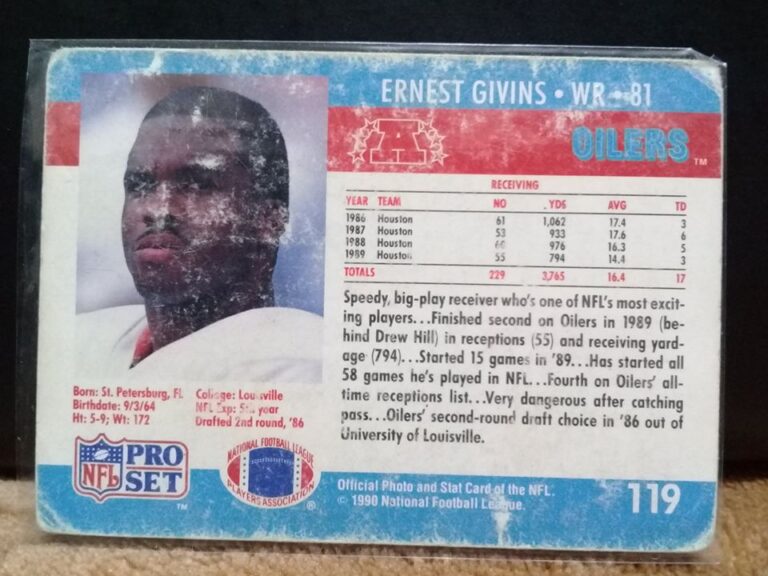 ERNEST GIVINS • WR • 81
OILERS TM
RECEIVING
YEAR TEAM NO YDS AVG TD
1986 Houston 61 1,062 17.4 3
1987 Houston 53 933 17.6 6
1988 Houston 60 976 16.3 5
1989 Houston 55 794 14.4 3
TOTALS 229 3,765 16.4 17
Speedy, big-play receiver who's one of NFL's most excit-
ing players...Finished second on Oilers in 1989 (be-
hind Drew Hill) in receptions (55) and receiving yard-
age (794)...Started 15 games in '89...Has started all
58 games he's played in NFL...Fourth on Oilers' all-
time receptions list...Very dangerous after catching
pass...Oilers' second-round draft choice in '86 out of
University of Louisville.
Born: St. Petersburg, FL
Birthdate: 9/3/64
Ht: 5-9; Wt: 172
College: Louisville
NFL Exp: 5th year
Drafted 2nd round, '86
NFL
PRO
SET
TM
NATIONAL FOOTBALL LEAGUE
PLAYERS ASSOCIATION
®
Official Photo and Stat Card of the NFL.
© 1990 National Football League.
119